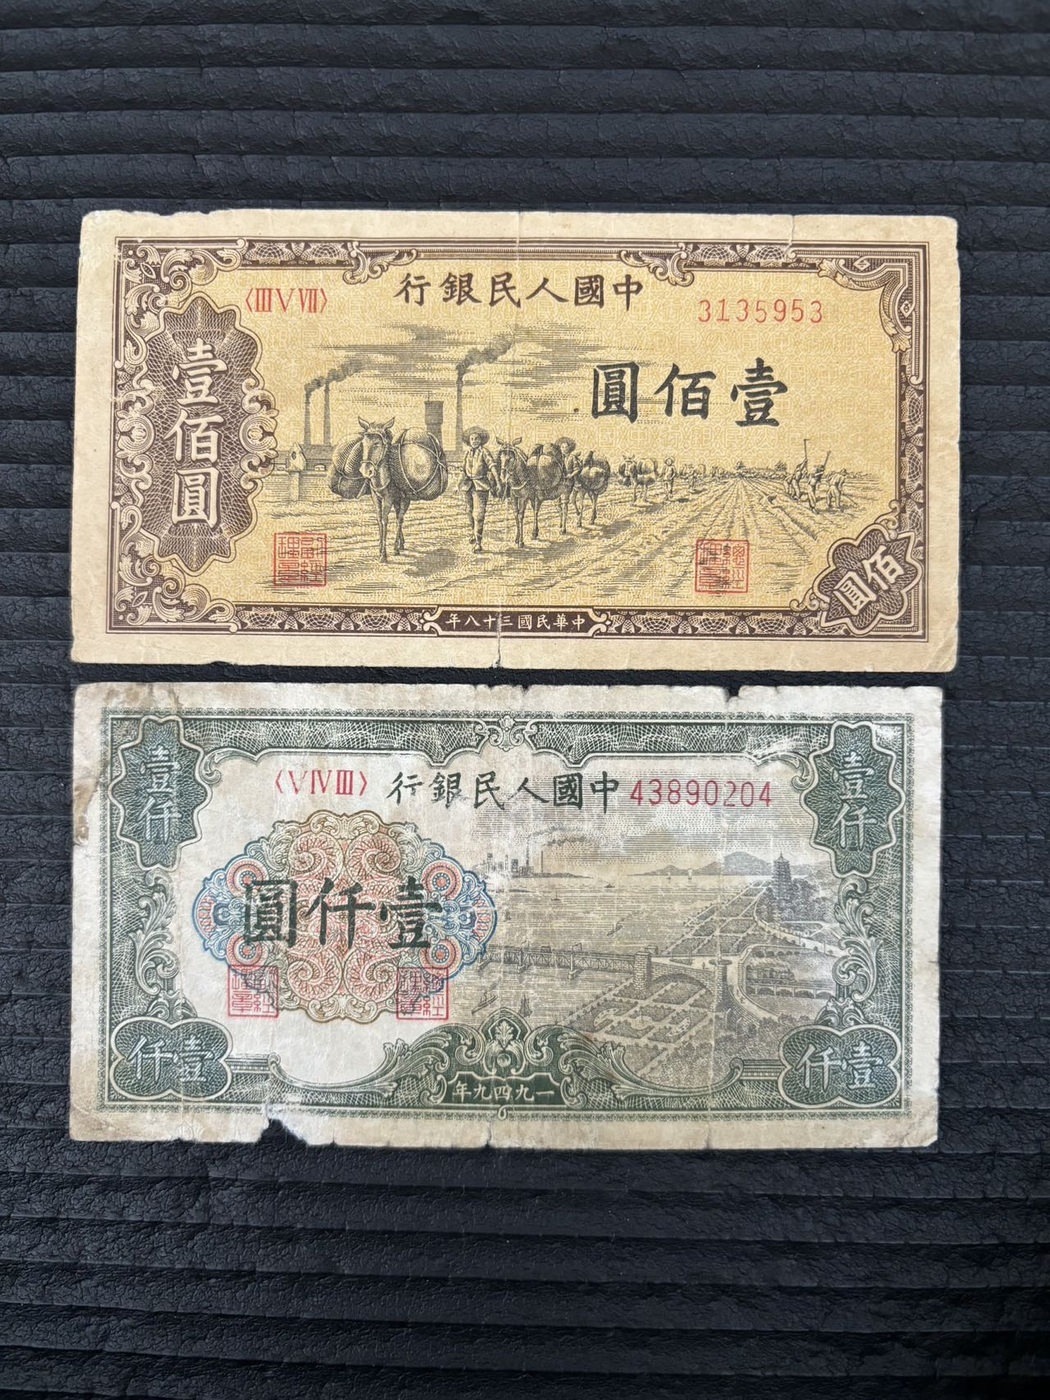 中國人民銀行
〈III V VII〉
3135953
壹佰圓
壹佰圓
佰圓
中華民國三十八年
壹仟
〈V IV III〉
中國人民銀行
43890204
壹仟
壹仟圓
壹仟
一九四九年
壹仟